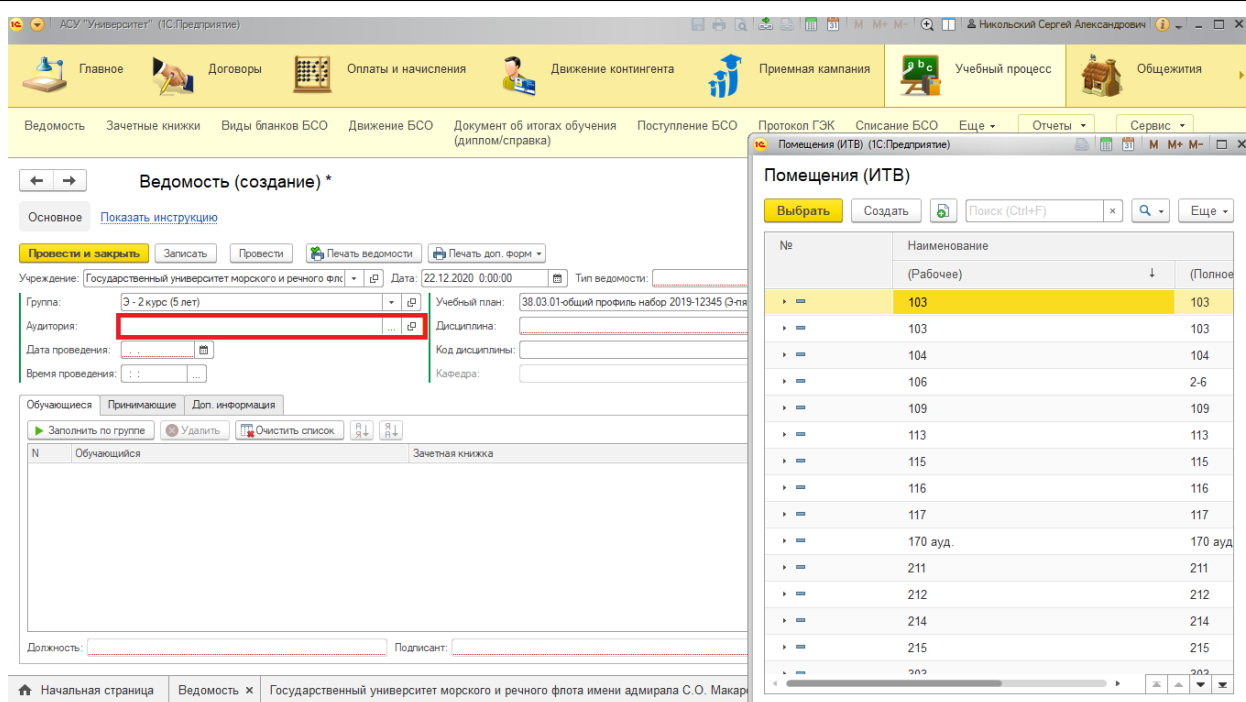 АСУ "Университет" (1С:Предприятие)
M M+ M- Никольский Сергей Александрович
Главное Договоры Оплаты и начисления Движение контингента Приемная кампания Учебный процесс Общежития
Ведомость Зачетные книжки Виды бланков БСО Движение БСО Документ об итогах обучения (диплом/справка) Поступление БСО Протокол ГЭК Списание БСО Еще Отчеты Сервис
Ведомость (создание) *
Основное Показать инструкцию
Провести и закрыть Записать Провести Печать ведомости Печать доп. форм
Учреждение: Государственный университет морского и речного флс Дата: 22.12.2020 0:00:00 Тип ведомости:
Группа: Э - 2 курс (5 лет) Учебный план: 38.03.01-общий профиль набор 2019-12345 (Э-пя
Аудитория: Дисциплина:
Дата проведения: . . Код дисциплины:
Время проведения: : : Кафедра:
Обучающиеся Принимающие Доп. информация
Заполнить по группе Удалить Очистить список
N Обучающийся Зачетная книжка
Должность: Подписант:
Начальная страница Ведомость × Государственный университет морского и речного флота имени адмирала С.О. Макар
Помещения (ИТВ) (1С:Предприятие) M M+ M-
Помещения (ИТВ)
Выбрать Создать Поиск (Ctrl+F) × Еще
№ Наименование
(Рабочее) ↓ (Полное
103 103
103 103
104 104
106 2-6
109 109
113 113
115 115
116 116
117 117
170 ауд. 170 ауд
211 211
212 212
214 214
215 215